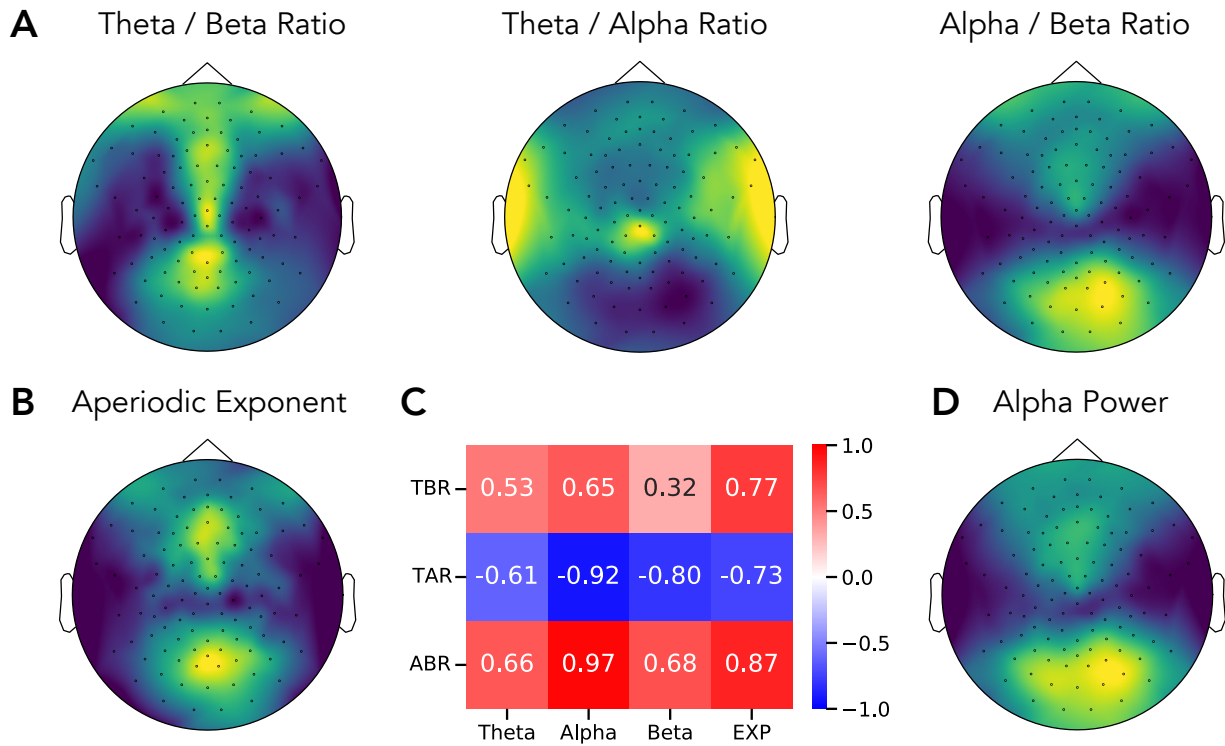 A
Theta / Beta Ratio
Theta / Alpha Ratio
Alpha / Beta Ratio
B
Aperiodic Exponent
C
D
Alpha Power
TBR
0.53 0.65 0.32 0.77
TAR
-0.61 -0.92 -0.80 -0.73
ABR
0.66 0.97 0.68 0.87
Theta Alpha Beta EXP
1.0
0.5
0.0
−0.5
−1.0